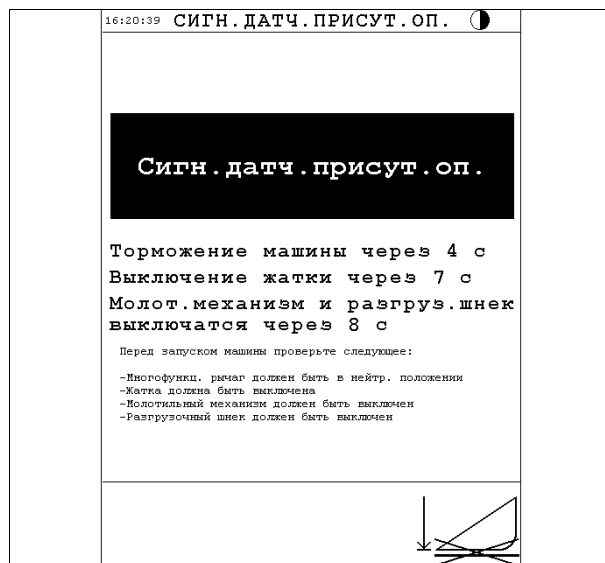 16:20:39 СИГН.ДАТЧ.ПРИСУТ.ОП.
Сигн.датч.присут.оп.
Торможение машины через 4 с
Выключение жатки через 7 с
Молот.механизм и разгруз.шнек
выключатся через 8 с
Перед запуском машины проверьте следующее:
-Многофункц. рычаг должен быть в нейтр. положении
-Жатка должна быть выключена
-Молотильный механизм должен быть выключен
-Разгрузочный шнек должен быть выключен